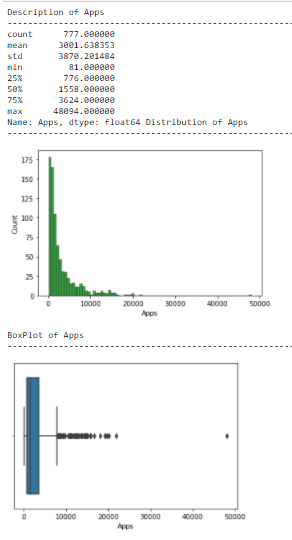 Description of Apps
--------------------------------------------------------
count 777.000000
mean 3001.638353
std 3870.201484
min 81.000000
25% 776.000000
50% 1558.000000
75% 3624.000000
max 48094.000000
Name: Apps, dtype: float64 Distribution of Apps
--------------------------------------------------------
175
150
125
100
75
50
25
0
Count
0 10000 20000 30000 40000 50000
Apps
BoxPlot of Apps
--------------------------------------------------------
0 10000 20000 30000 40000 50000
Apps